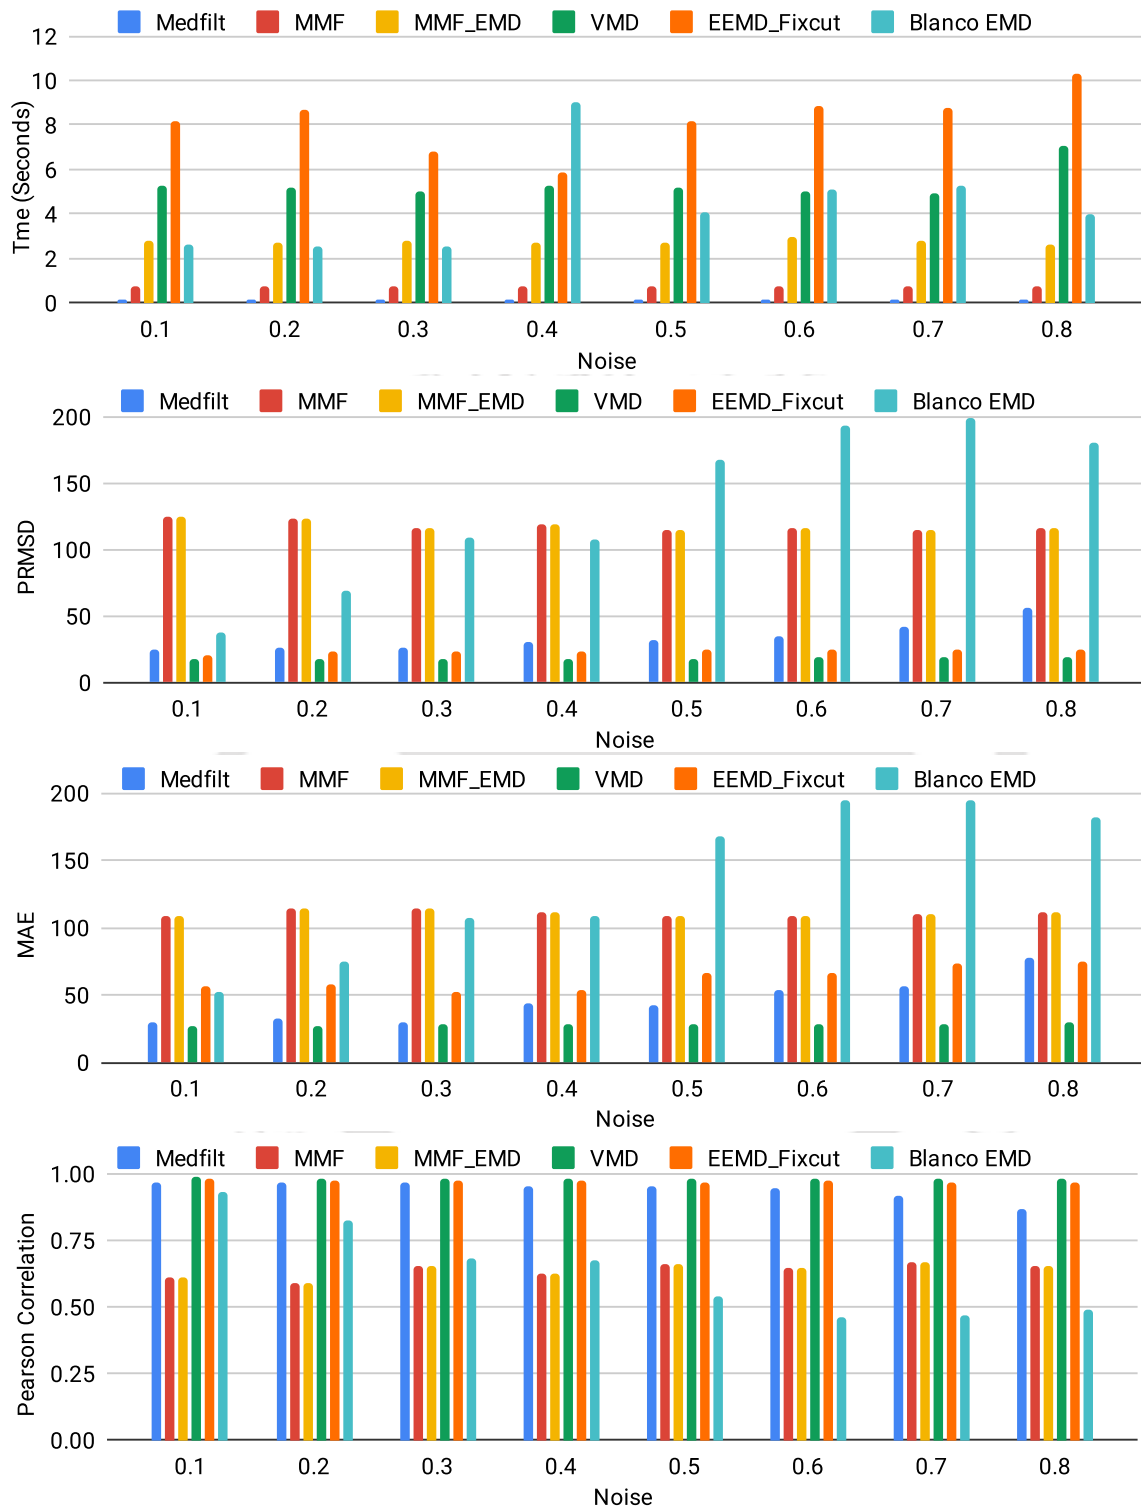 Medfilt MMF MMF_EMD VMD EEMD_Fixcut Blanco EMD
12
10
8
6
4
2
0
Tme (Seconds)
0.1 0.2 0.3 0.4 0.5 0.6 0.7 0.8
Noise
Medfilt MMF MMF_EMD VMD EEMD_Fixcut Blanco EMD
200
150
100
50
0
PRMSD
0.1 0.2 0.3 0.4 0.5 0.6 0.7 0.8
Noise
Medfilt MMF MMF_EMD VMD EEMD_Fixcut Blanco EMD
200
150
100
50
0
MAE
0.1 0.2 0.3 0.4 0.5 0.6 0.7 0.8
Noise
Medfilt MMF MMF_EMD VMD EEMD_Fixcut Blanco EMD
1.00
0.75
0.50
0.25
0.00
Pearson Correlation
0.1 0.2 0.3 0.4 0.5 0.6 0.7 0.8
Noise